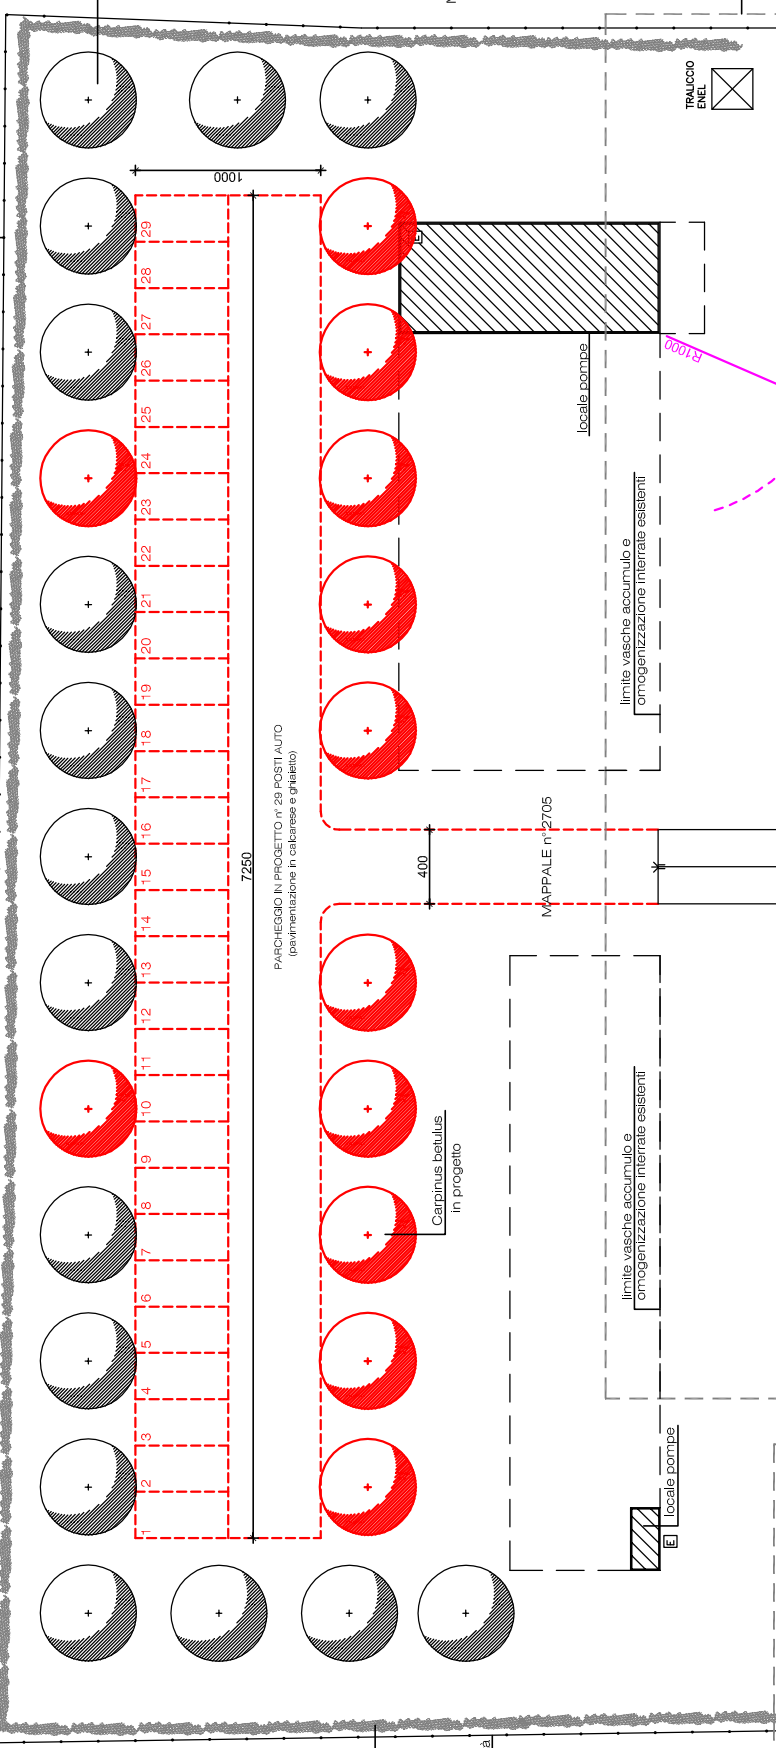 TRALICCIO
ENEL
1000
29
28
27
26
25
24
23
22
21
20
19
18
17
16
15
14
13
12
11
10
9
8
7
6
5
4
3
2
1
E
locale pompe
R1000
limite vasche accumulo e
omogenizzazione interrate esistenti
PARCHEGGIO IN PROGETTO n° 29 POSTI AUTO
(pavimentazione in calcarese e ghiaietto)
7250
400
MAPPALE n° 2705
Carpinus betulus
in progetto
limite vasche accumulo e
omogenizzazione interrate esistenti
locale pompe
E